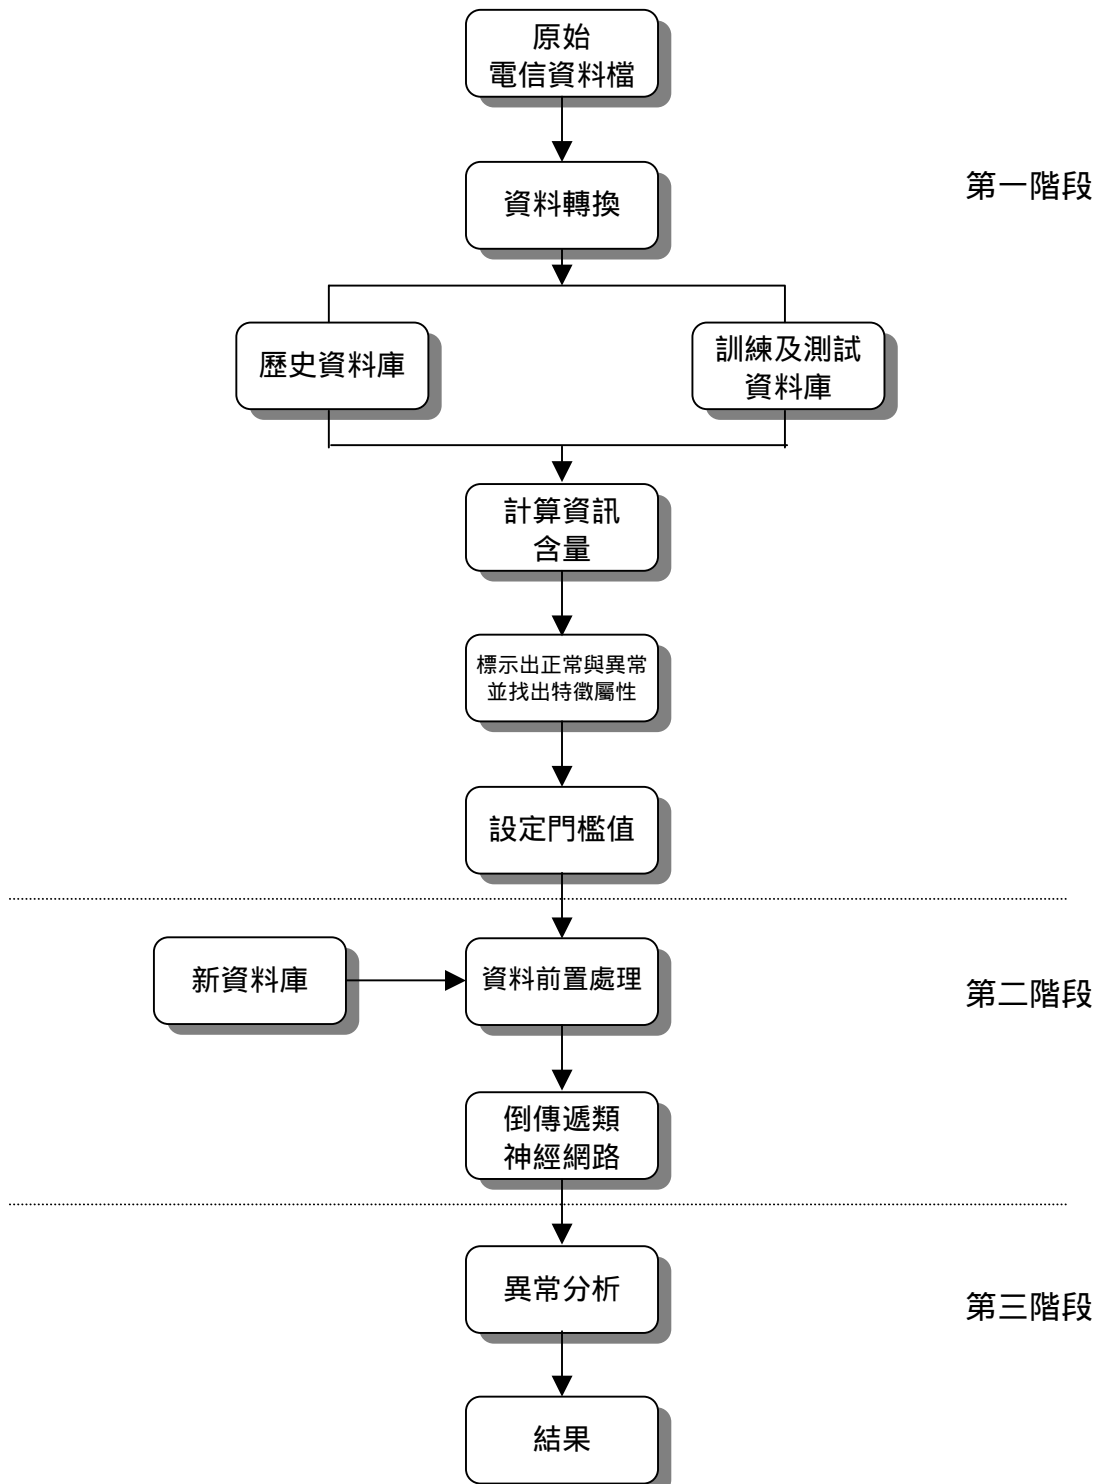 原始
電信資料檔
第一階段
資料轉換
歷史資料庫
訓練及測試
資料庫
計算資訊
含量
標示出正常與異常
並找出特徵屬性
設定門檻值
新資料庫
資料前置處理
第二階段
倒傳遞類
神經網路
異常分析
第三階段
結果